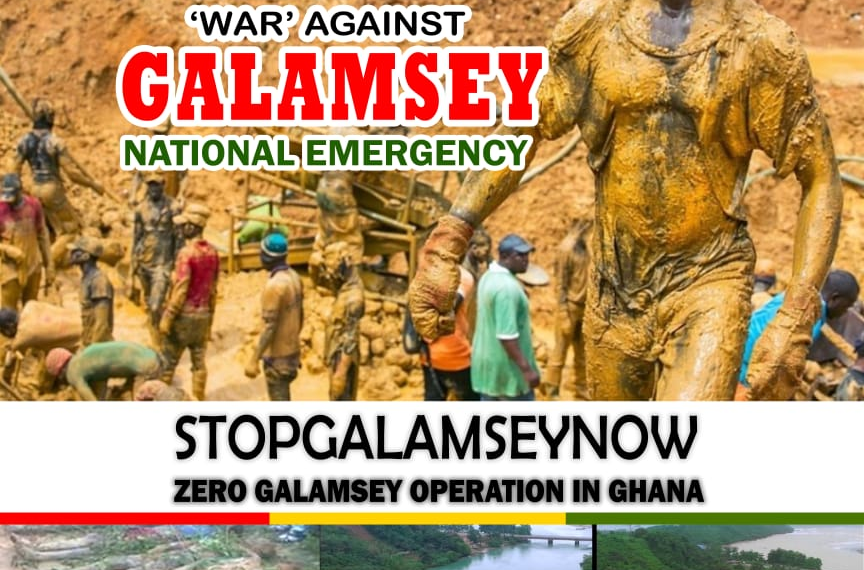 ‘WAR’ AGAINST
GALAMSEY
NATIONAL EMERGENCY
STOPGALAMSEYNOW
ZERO GALAMSEY OPERATION IN GHANA